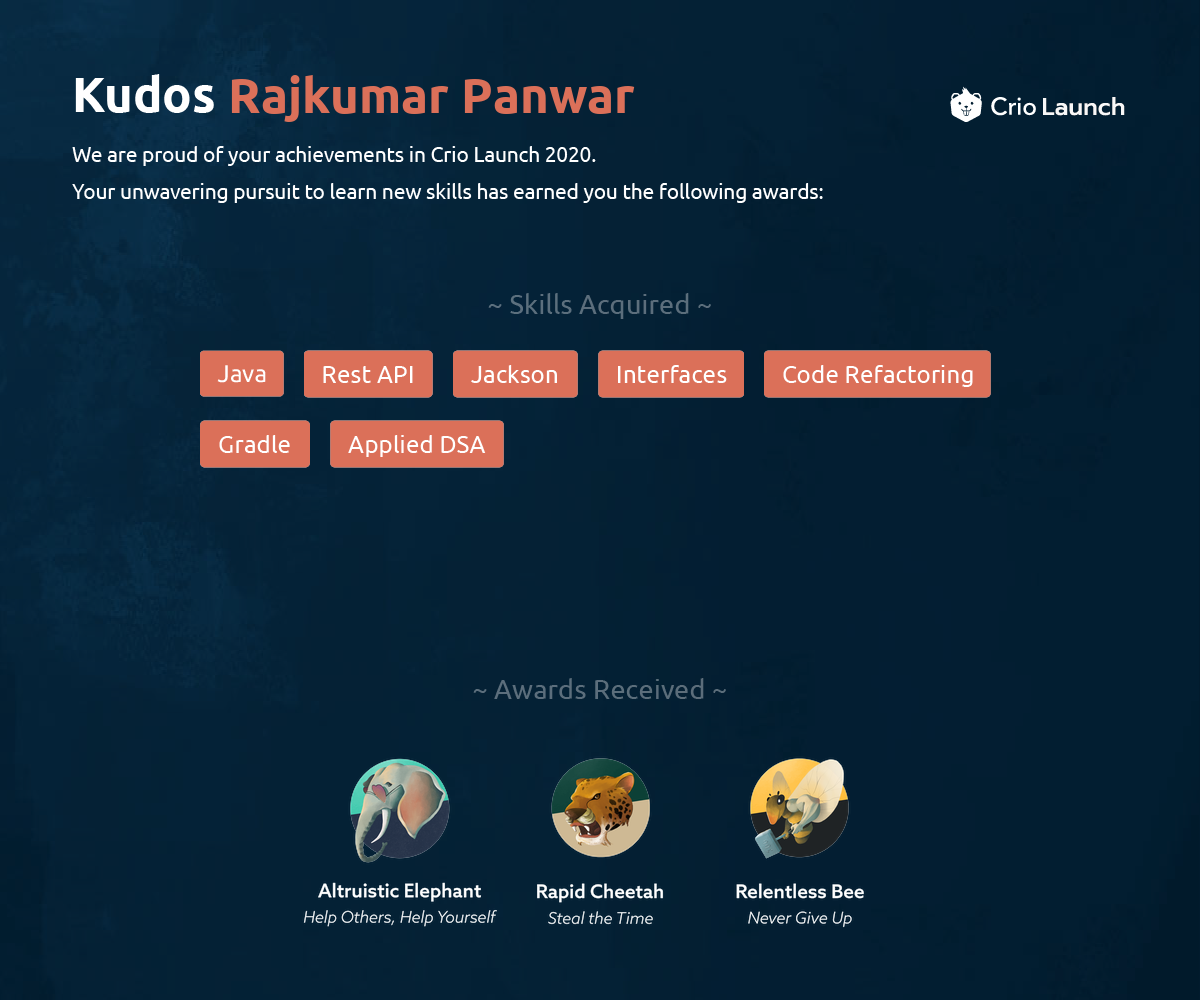 Kudos Rajkumar Panwar
Crio Launch
We are proud of your achievements in Crio Launch 2020.
Your unwavering pursuit to learn new skills has earned you the following awards:
~ Skills Acquired ~
Java Rest API Jackson Interfaces Code Refactoring
Gradle Applied DSA
~ Awards Received ~
Altruistic Elephant Rapid Cheetah Relentless Bee
Help Others, Help Yourself Steal the Time Never Give Up